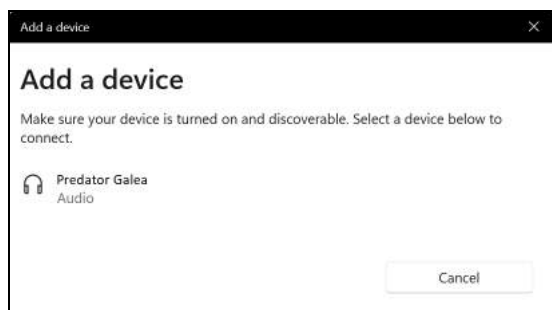 Add a device
Add a device
Make sure your device is turned on and discoverable. Select a device below to
connect.
Predator Galea
Audio
Cancel